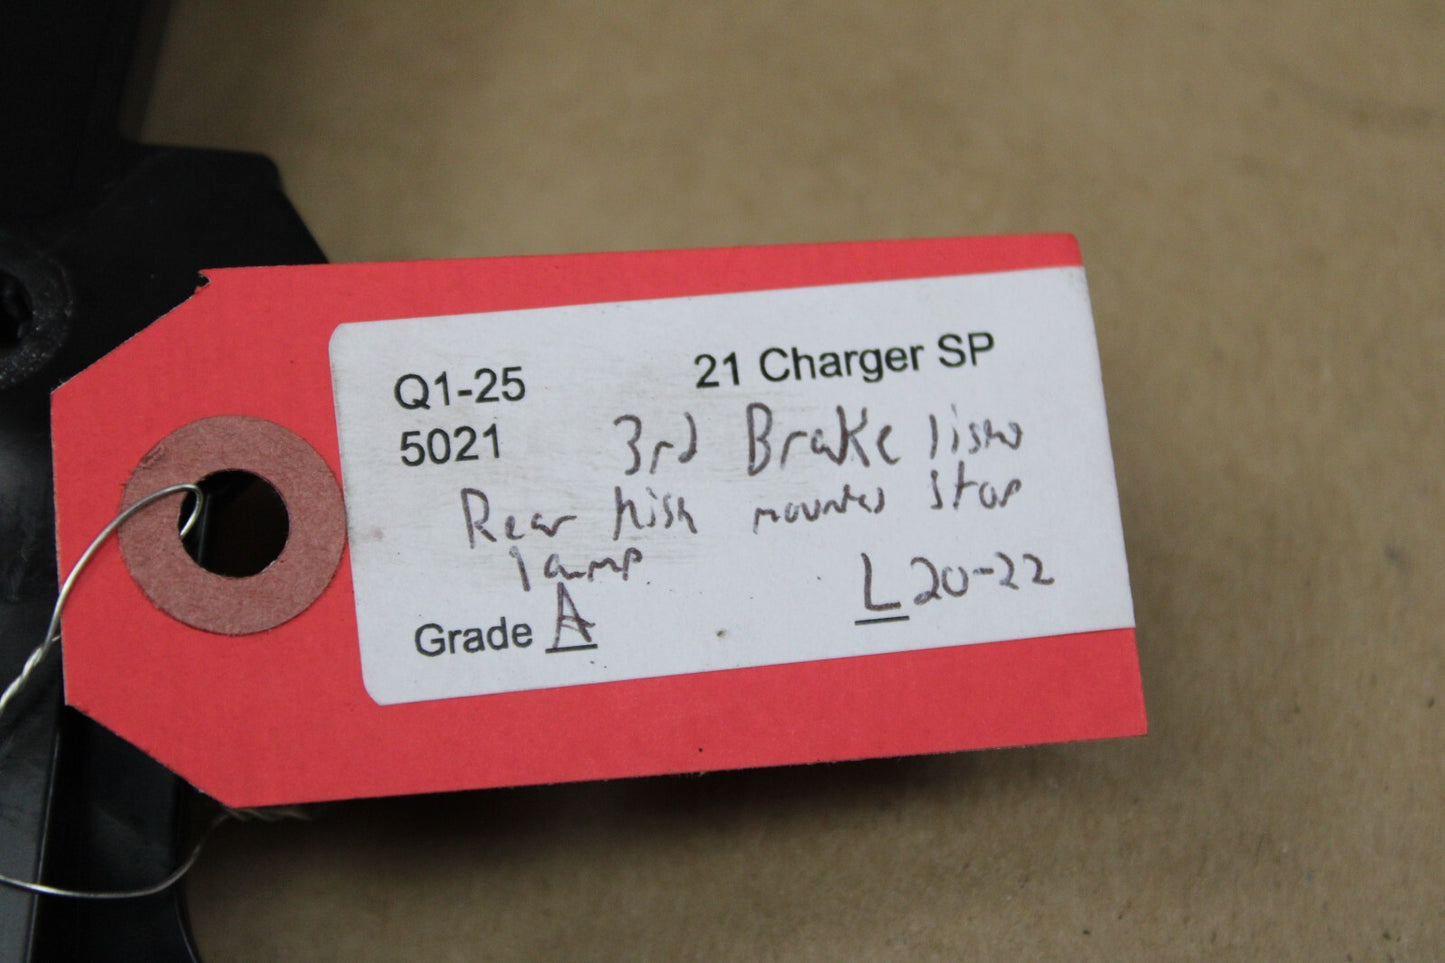 Q1-25 21 Charger SP
5021 3rd Brake light
Rear high mounted stop
lamp
Grade A L20-22